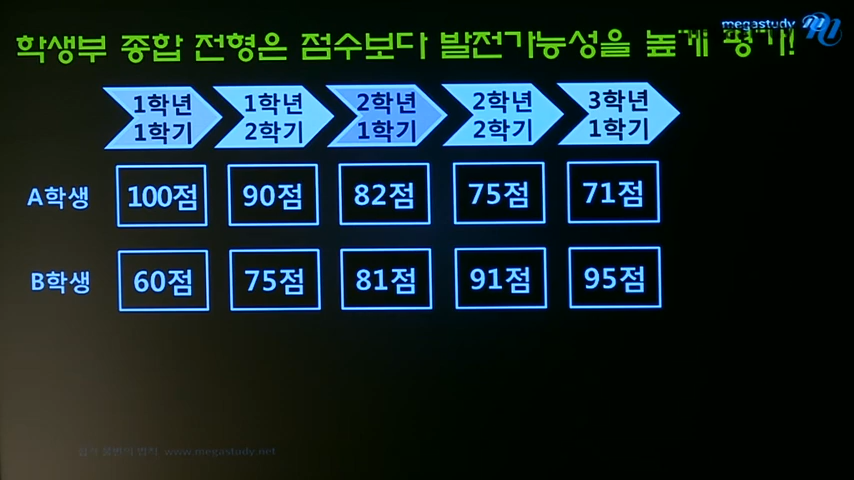 megastudy
학생부 종합 전형은 점수보다 발전가능성을 높게 평가!
1학년 1학년 2학년 2학년 3학년
1학기 2학기 1학기 2학기 1학기
A학생 100점 90점 82점 75점 71점
B학생 60점 75점 81점 91점 95점
www.megastudy.net